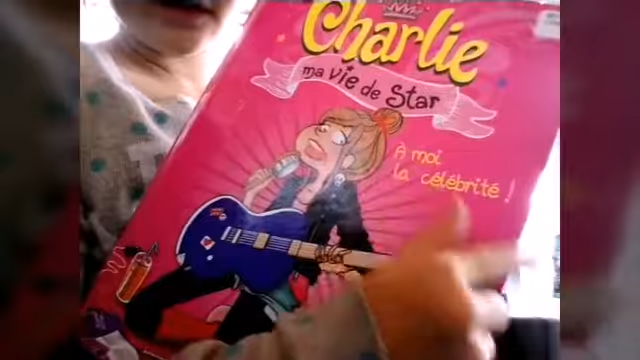 Charlie
ma vie de Star
À moi
la célébrité !